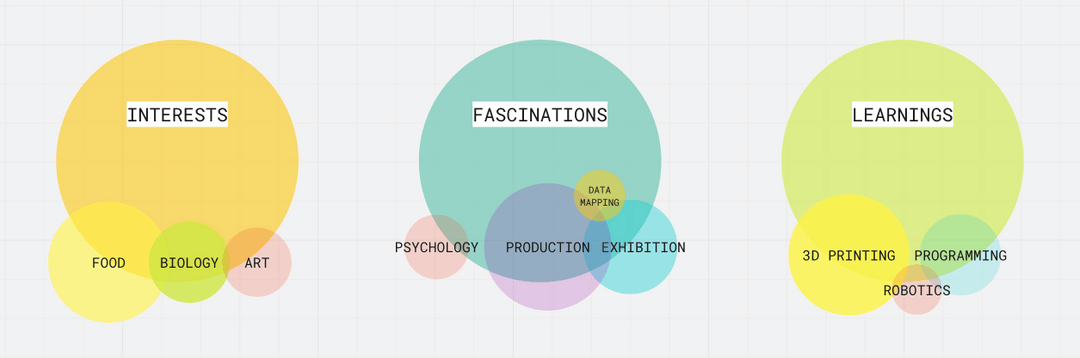 INTERESTS
FOOD
BIOLOGY
ART
FASCINATIONS
DATA
MAPPING
PSYCHOLOGY
PRODUCTION
EXHIBITION
LEARNINGS
3D PRINTING
PROGRAMMING
ROBOTICS